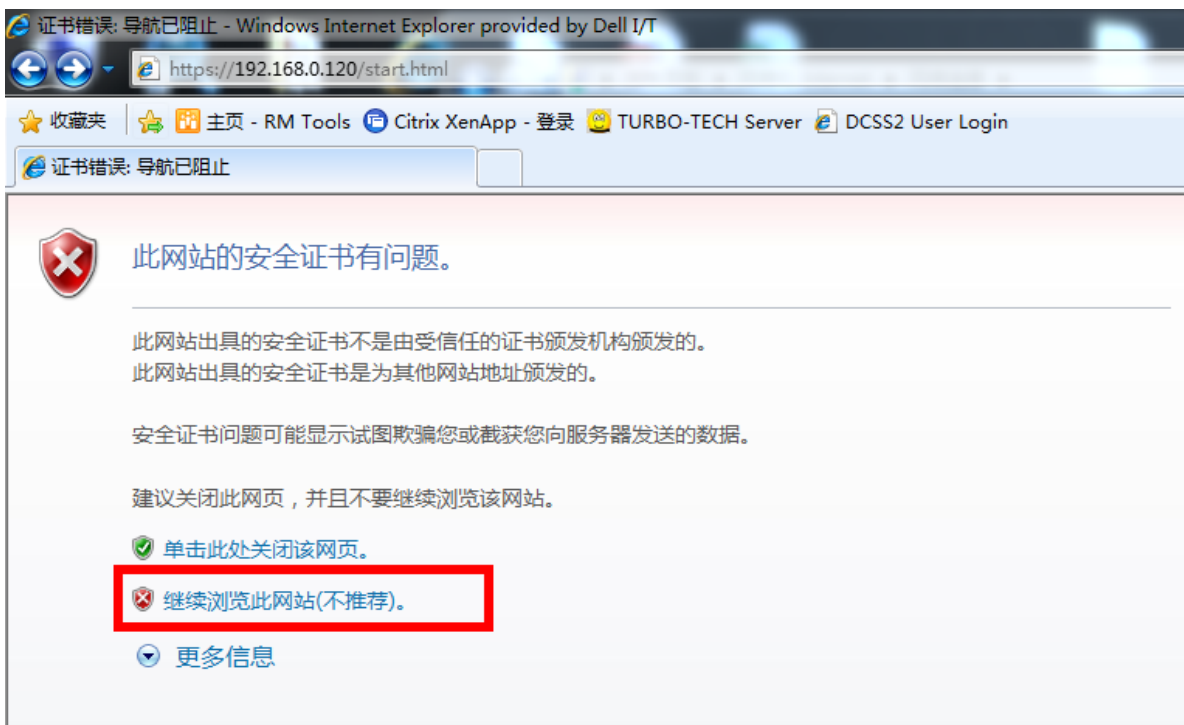 证书错误: 导航已阻止 - Windows Internet Explorer provided by Dell I/T
https://192.168.0.120/start.html
收藏夹 主页 - RM Tools Citrix XenApp - 登录 TURBO-TECH Server DCSS2 User Login
证书错误: 导航已阻止
此网站的安全证书有问题。
此网站出具的安全证书不是由受信任的证书颁发机构颁发的。
此网站出具的安全证书是为其他网站地址颁发的。
安全证书问题可能显示试图欺骗您或截获您向服务器发送的数据。
建议关闭此网页，并且不要继续浏览该网站。
单击此处关闭该网页。
继续浏览此网站(不推荐)。
更多信息